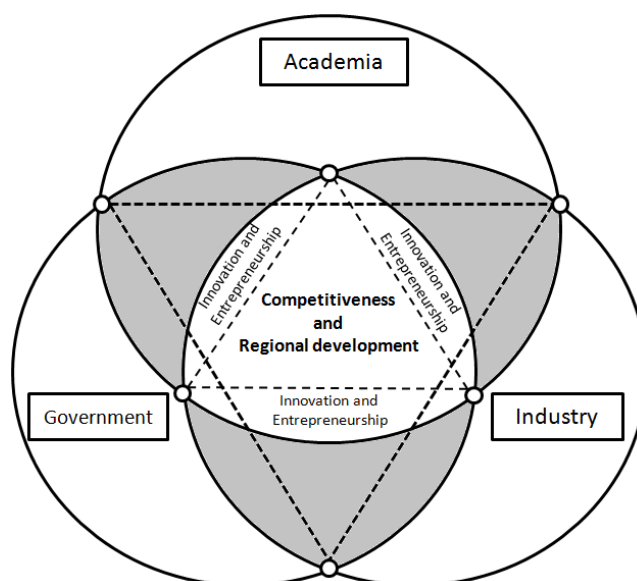 Academia
Innovation and
Entrepreneurship
Innovation and
Entrepreneurship
Competitiveness
and
Regional development
Government
Innovation and
Entrepreneurship
Industry